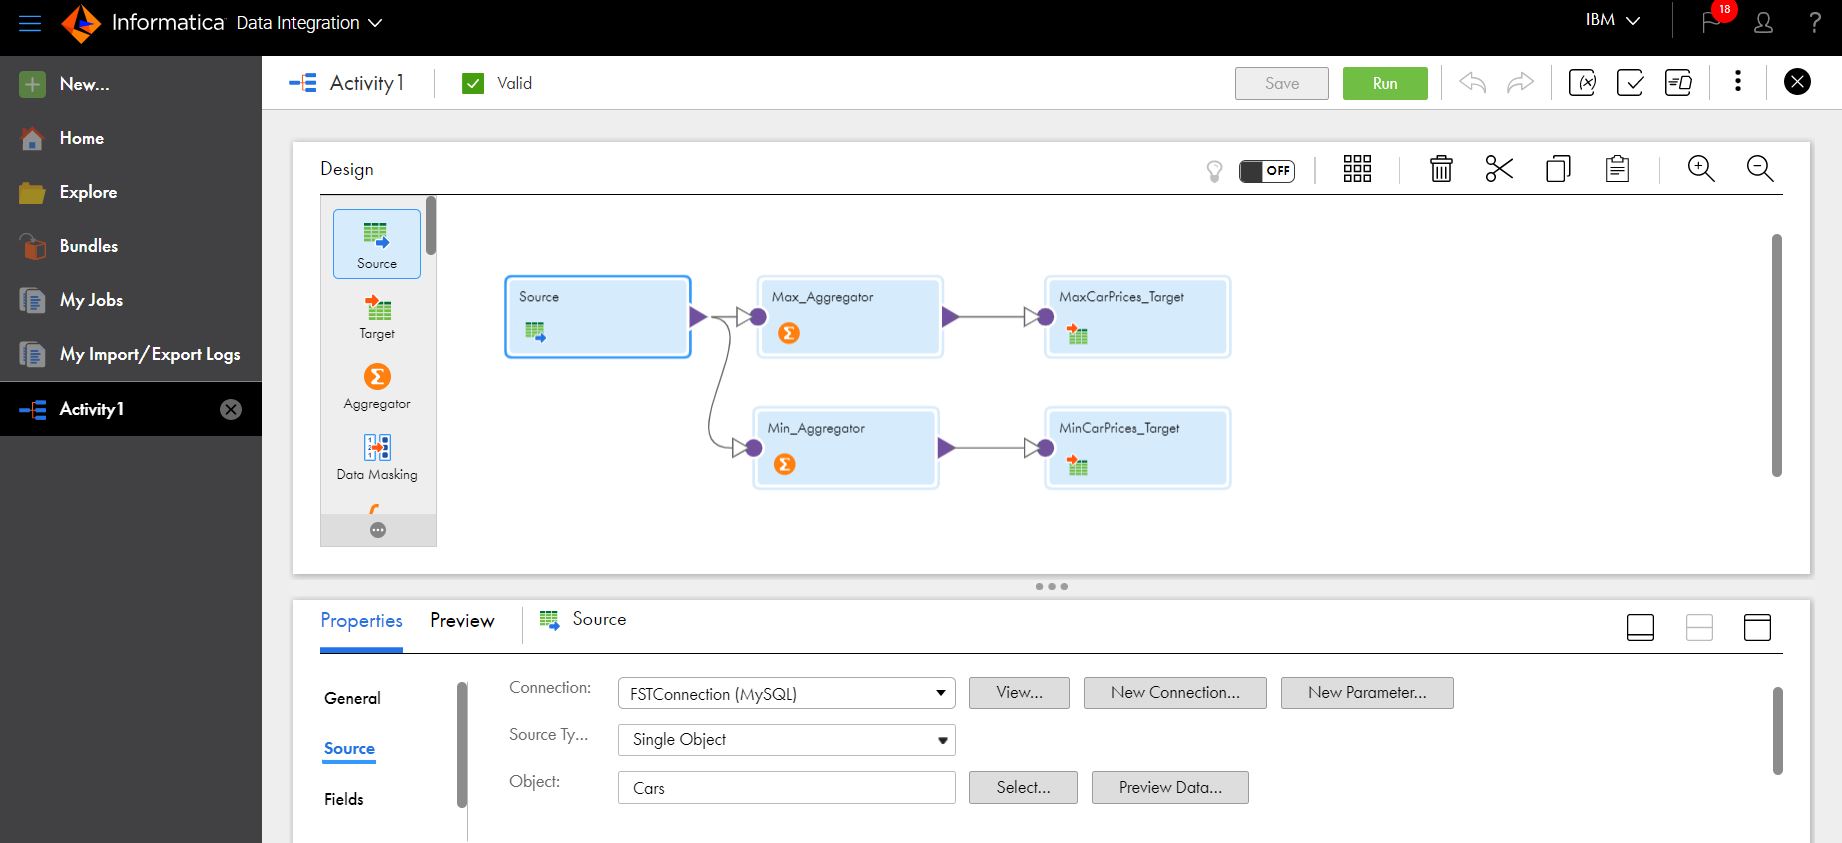 Informatica Data Integration
IBM
18
?
New...
Home
Explore
Bundles
My Jobs
My Import/Export Logs
Activity1
Activity1
Valid
Save
Run
(x)
Design
OFF
Source
Target
Aggregator
Data Masking
Source
Max_Aggregator
MaxCarPrices_Target
Min_Aggregator
MinCarPrices_Target
Properties
Preview
Source
General
Source
Fields
Connection:
FSTConnection (MySQL)
View...
New Connection...
New Parameter...
Source Ty...
Single Object
Object:
Cars
Select...
Preview Data...